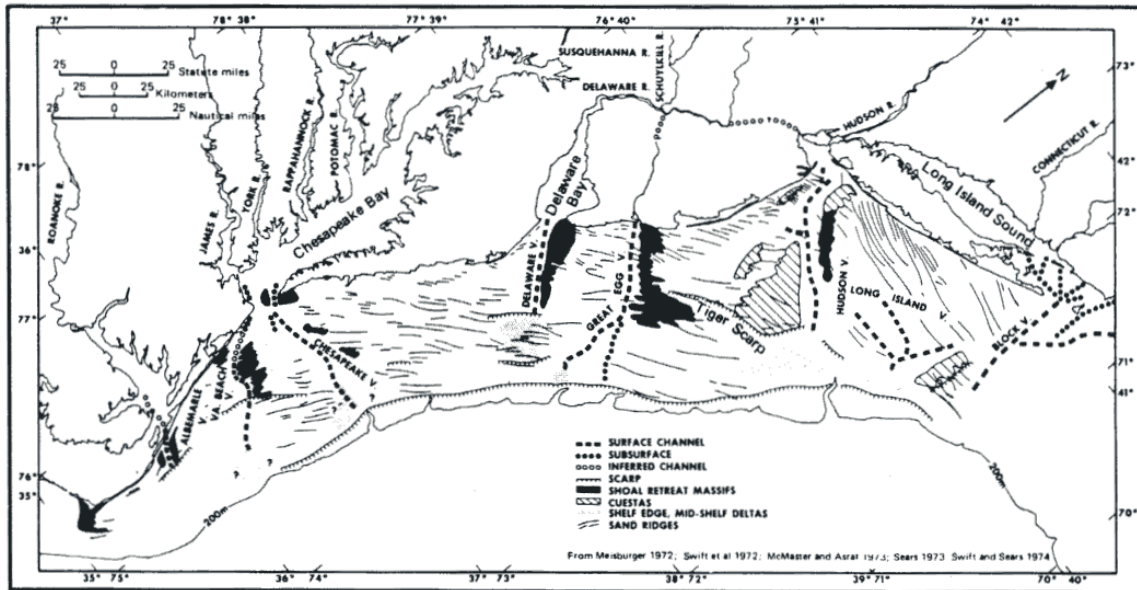 37° 78° 38° 77° 39° 76° 40° 75° 41° 74° 42°
25 0 25
Statute miles
25 0 25
Kilometers
25 0 25
Nautical miles
SUSQUEHANNA R.
DELAWARE R.
SCHUYLKILL R.
HUDSON R.
CONNECTICUT R.
N
73°
42°
72°
41°
71°
70°
78°
36°
77°
76°
35°
ROANOKE R.
JAMES R.
YORK R.
RAPPAHANNOCK R.
POTOMAC R.
Chesapeake Bay
Delaware Bay
Long Island Sound
DELAWARE V.
GREAT EGG V.
Tiger Scarp
HUDSON V.
LONG ISLAND V.
BLOCK V.
CHESAPEAKE V.
VA. BEACH V.
ALBEMARLE V.
? ?
? ?
200m
200m
SURFACE CHANNEL
SUBSURFACE
INFERRED CHANNEL
SCARP
SHOAL RETREAT MASSIFS
CUESTAS
SHELF EDGE, MID-SHELF DELTAS
SAND RIDGES
From Meisburger 1972; Swift et al 1972; McMaster and Asraf 1973; Sears 1973 Swift and Sears 1974
35° 75° 36° 74° 37° 73° 38° 72° 39° 71° 70° 40°